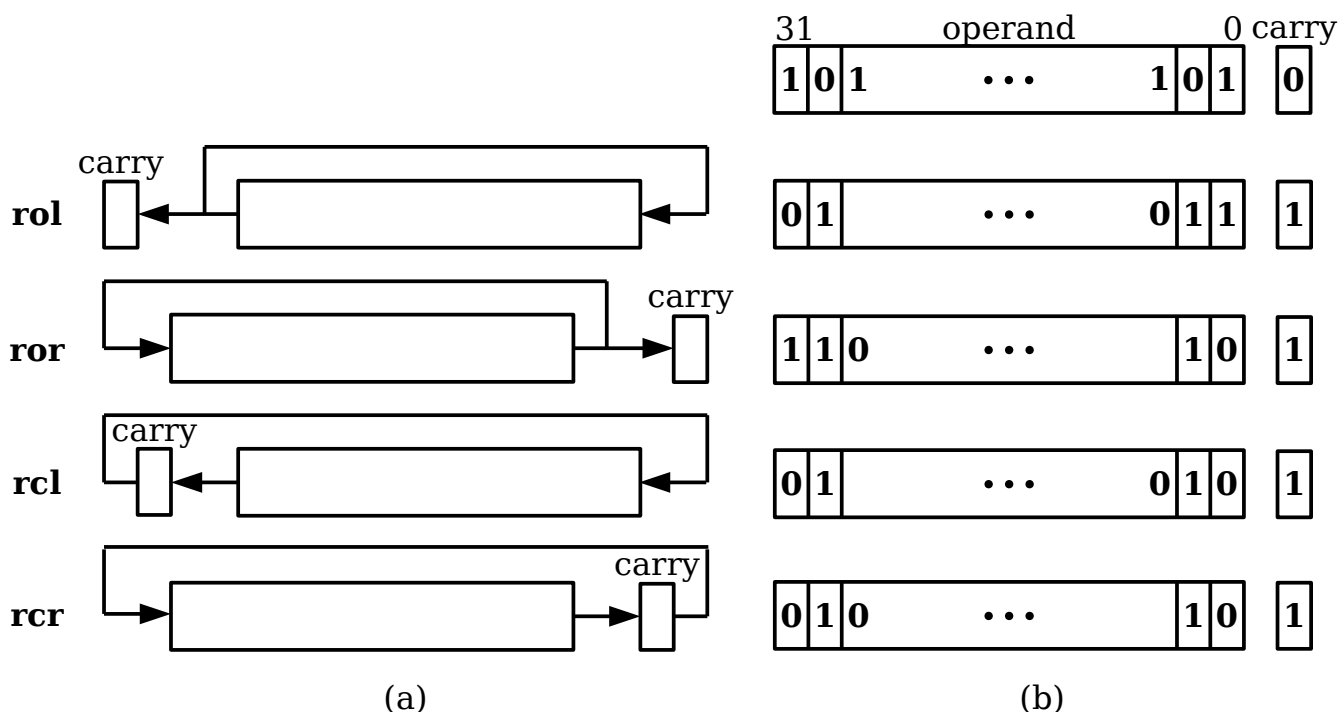 31 operand 0 carry
1 0 1 ••• 1 0 1 0
carry
rol 0 1 ••• 0 1 1 1
carry
ror 1 1 0 ••• 1 0 1
carry
rcl 0 1 ••• 0 1 0 1
carry
rcr 0 1 0 ••• 1 0 1
(a) (b)